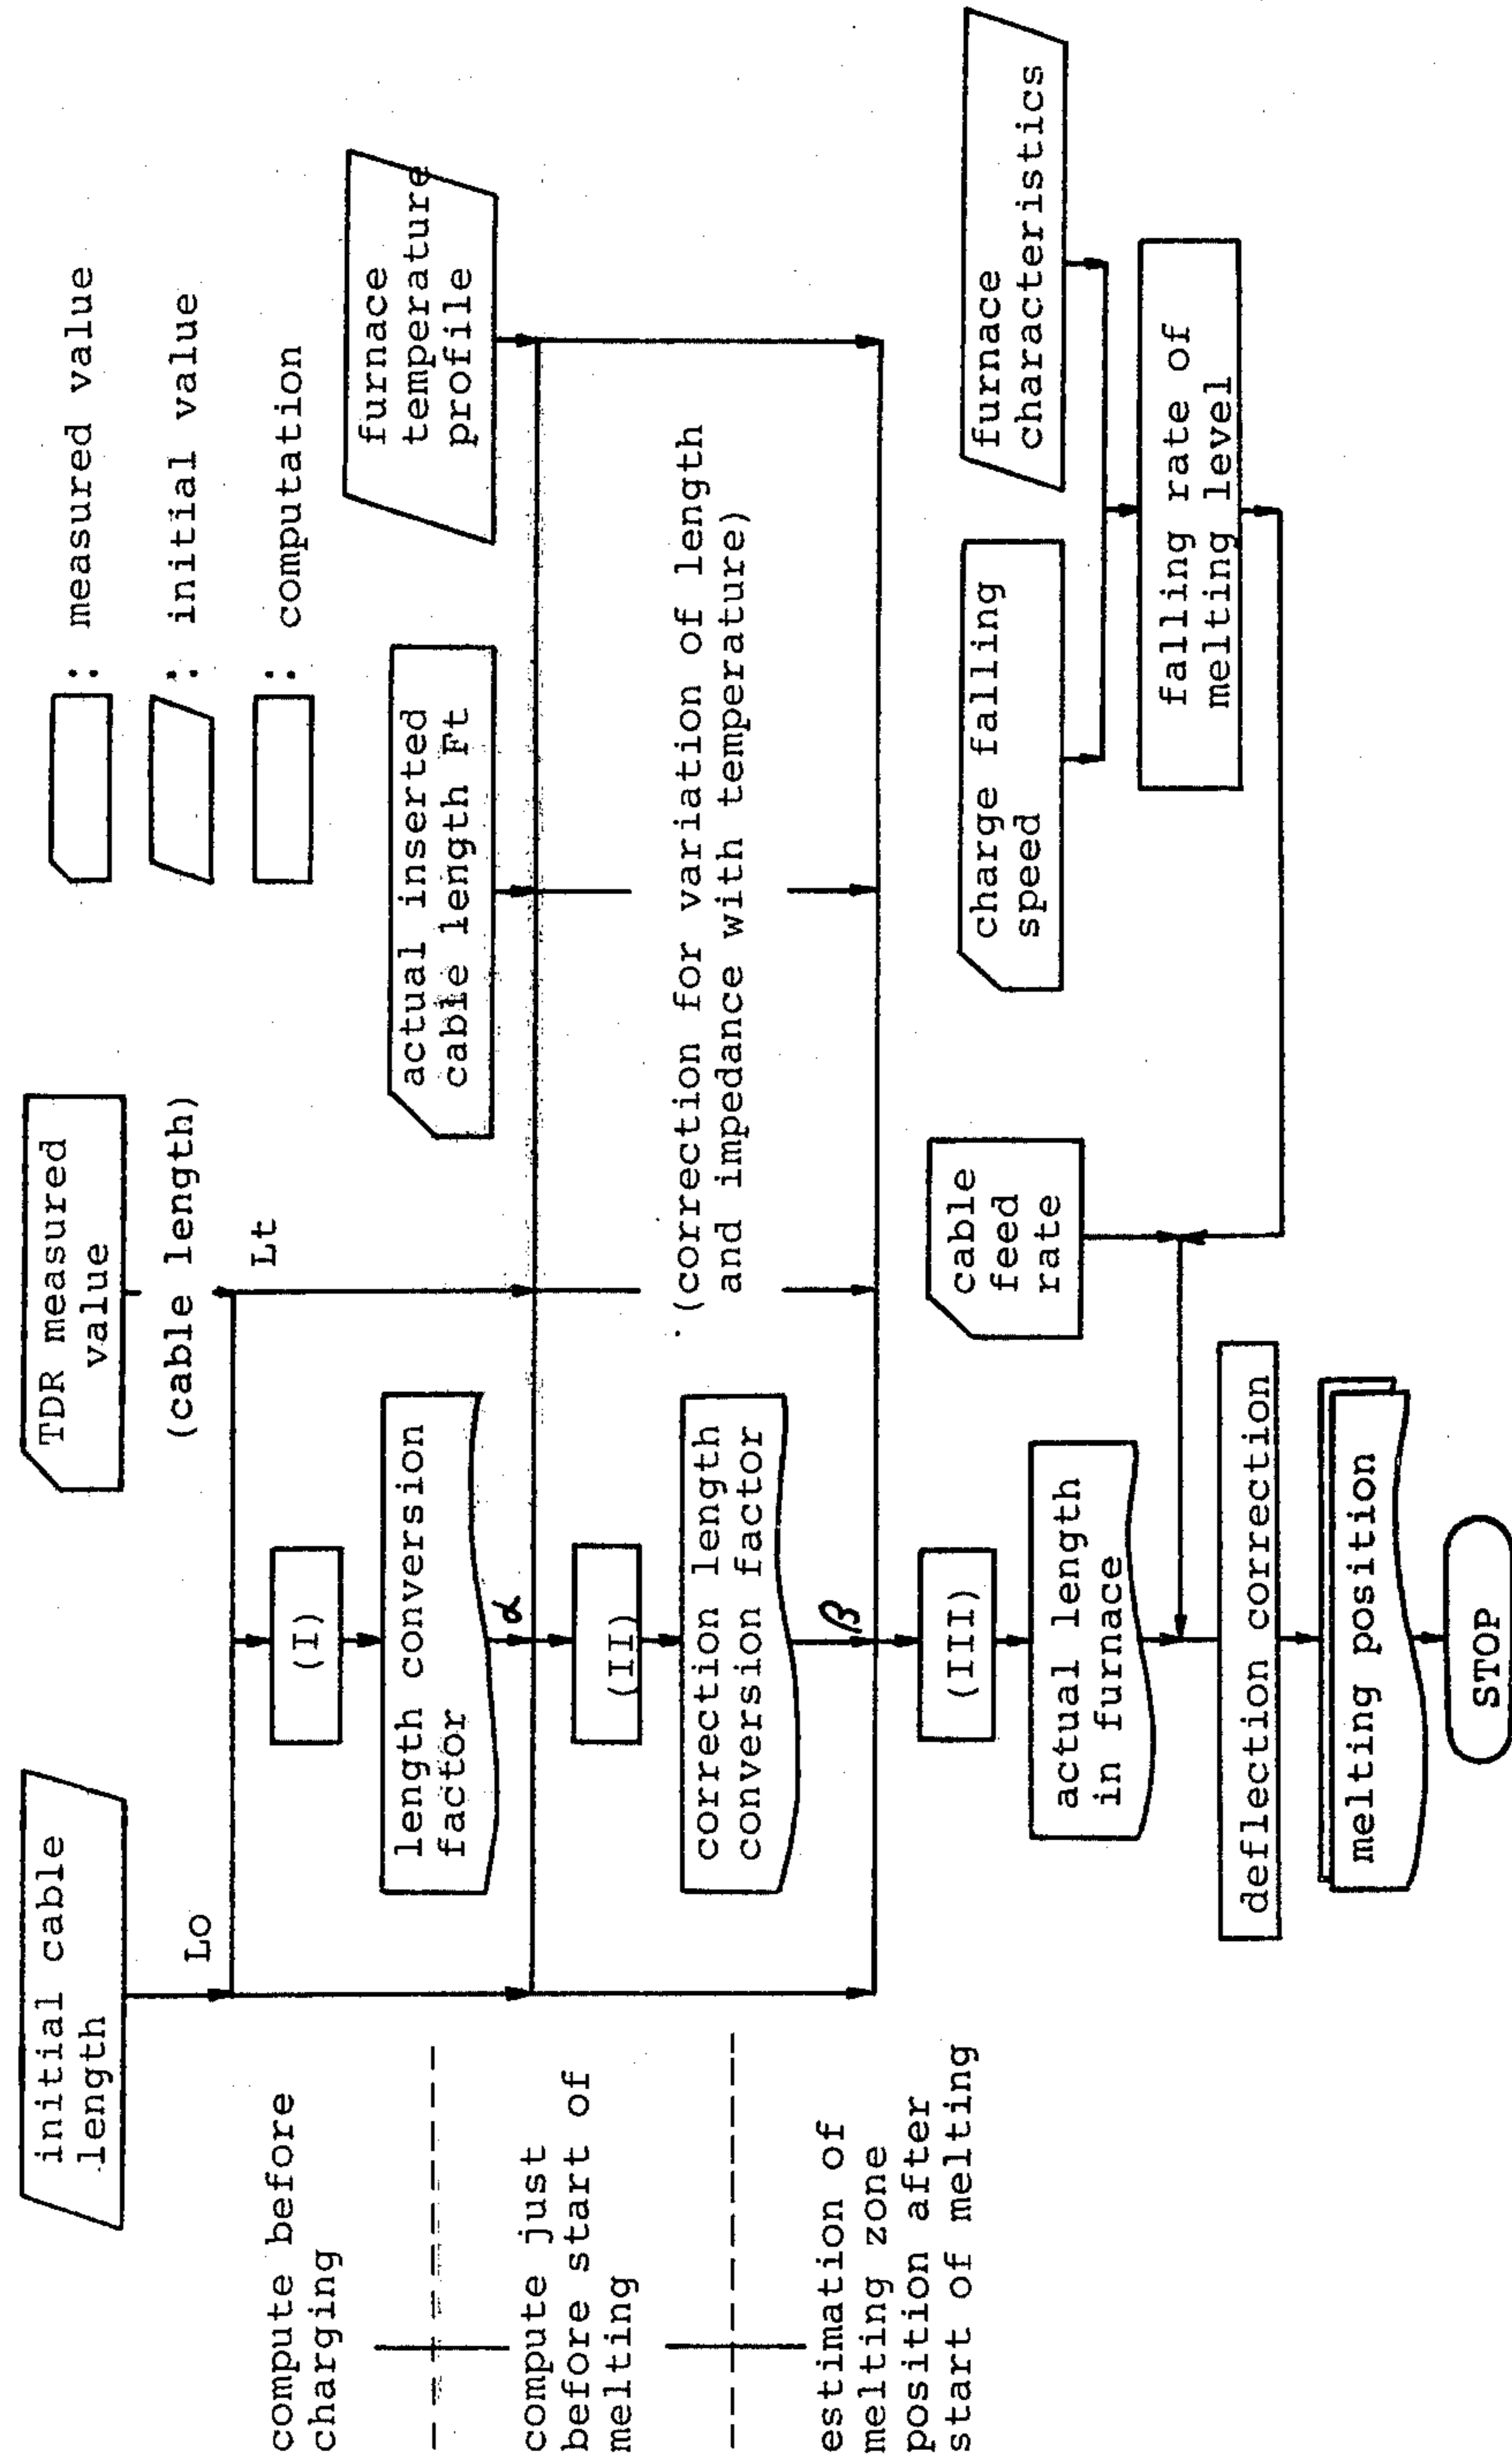 initial cable
length
LO
TDR measured
value
(cable length)
Lt
: measured value
: initial value
: computation
compute before
charging
(I)
length conversion
factor
α
actual inserted
cable length Ft
furnace
temperature
profile
compute just
before start of
melting
(II)
correction length
conversion factor
β
(correction for variation of length
and impedance with temperature)
estimation of
melting zone
position after
start of melting
(III)
actual length
in furnace
cable
feed
rate
charge falling
speed
furnace
characteristics
falling rate of
melting level
deflection correction
melting position
STOP